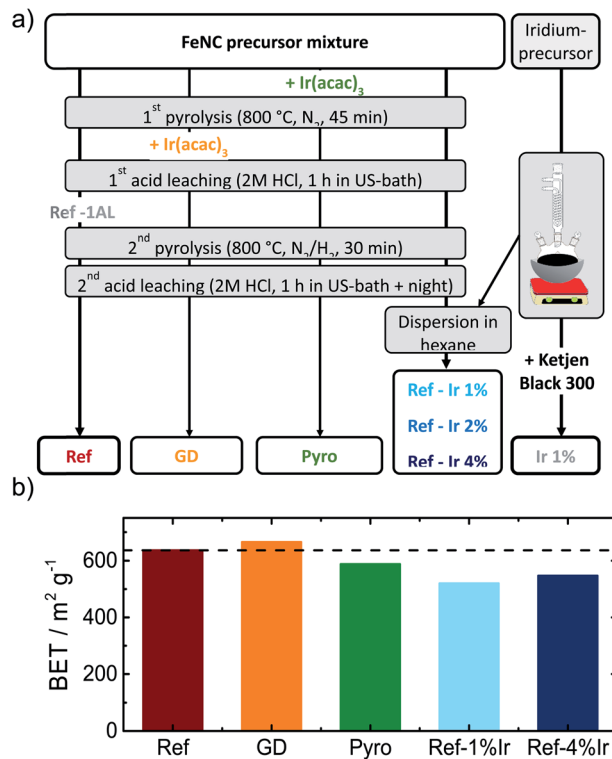 a)
FeNC precursor mixture
Iridium-
precursor
+ Ir(acac)₃
1st pyrolysis (800 °C, N₂, 45 min)
+ Ir(acac)₃
1st acid leaching (2M HCl, 1 h in US-bath)
Ref -1AL
2nd pyrolysis (800 °C, N₂/H₂, 30 min)
2nd acid leaching (2M HCl, 1 h in US-bath + night)
Dispersion in
hexane
+ Ketjen
Black 300
Ref - Ir 1%
Ref - Ir 2%
Ref - Ir 4%
Ref
GD
Pyro
Ir 1%
b)
BET / m² g⁻¹
600
400
200
0
Ref
GD
Pyro
Ref-1%Ir
Ref-4%Ir